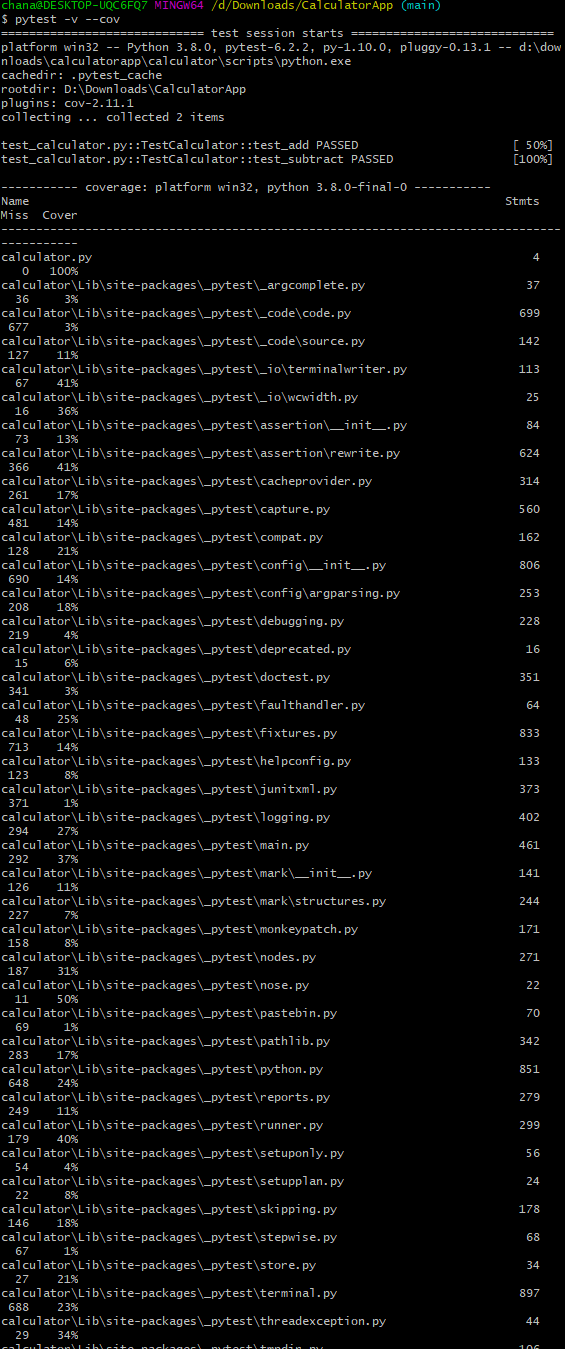 chana@DESKTOP-UQC6FQ7 MINGW64 /d/Downloads/CalculatorApp (main)
$ pytest -v --cov
============================= test session starts =============================
platform win32 -- Python 3.8.0, pytest-6.2.2, py-1.10.0, pluggy-0.13.1 -- d:\dow
nloads\calculatorapp\calculator\scripts\python.exe
cachedir: .pytest_cache
rootdir: D:\Downloads\CalculatorApp
plugins: cov-2.11.1
collecting ... collected 2 items
test_calculator.py::TestCalculator::test_add PASSED [ 50%]
test_calculator.py::TestCalculator::test_subtract PASSED [100%]
----------- coverage: platform win32, python 3.8.0-final-0 -----------
Name Stmts
Miss Cover
--------------------------------------------------------------------------------
-----------
calculator.py 4
0 100%
calculator\Lib\site-packages\_pytest\_argcomplete.py 37
36 3%
calculator\Lib\site-packages\_pytest\_code\code.py 699
677 3%
calculator\Lib\site-packages\_pytest\_code\source.py 142
127 11%
calculator\Lib\site-packages\_pytest\_io\terminalwriter.py 113
67 41%
calculator\Lib\site-packages\_pytest\_io\wcwidth.py 25
16 36%
calculator\Lib\site-packages\_pytest\assertion\__init__.py 84
73 13%
calculator\Lib\site-packages\_pytest\assertion\rewrite.py 624
366 41%
calculator\Lib\site-packages\_pytest\cacheprovider.py 314
261 17%
calculator\Lib\site-packages\_pytest\capture.py 560
481 14%
calculator\Lib\site-packages\_pytest\compat.py 162
128 21%
calculator\Lib\site-packages\_pytest\config\__init__.py 806
690 14%
calculator\Lib\site-packages\_pytest\config\argparsing.py 253
208 18%
calculator\Lib\site-packages\_pytest\debugging.py 228
219 4%
calculator\Lib\site-packages\_pytest\deprecated.py 16
15 6%
calculator\Lib\site-packages\_pytest\doctest.py 351
341 3%
calculator\Lib\site-packages\_pytest\faulthandler.py 64
48 25%
calculator\Lib\site-packages\_pytest\fixtures.py 833
713 14%
calculator\Lib\site-packages\_pytest\helpconfig.py 133
123 8%
calculator\Lib\site-packages\_pytest\junitxml.py 373
371 1%
calculator\Lib\site-packages\_pytest\logging.py 402
294 27%
calculator\Lib\site-packages\_pytest\main.py 461
292 37%
calculator\Lib\site-packages\_pytest\mark\__init__.py 141
126 11%
calculator\Lib\site-packages\_pytest\mark\structures.py 244
227 7%
calculator\Lib\site-packages\_pytest\monkeypatch.py 171
158 8%
calculator\Lib\site-packages\_pytest\nodes.py 271
187 31%
calculator\Lib\site-packages\_pytest\nose.py 22
11 50%
calculator\Lib\site-packages\_pytest\pastebin.py 70
69 1%
calculator\Lib\site-packages\_pytest\pathlib.py 342
283 17%
calculator\Lib\site-packages\_pytest\python.py 851
648 24%
calculator\Lib\site-packages\_pytest\reports.py 279
249 11%
calculator\Lib\site-packages\_pytest\runner.py 299
179 40%
calculator\Lib\site-packages\_pytest\setuponly.py 56
54 4%
calculator\Lib\site-packages\_pytest\setupplan.py 24
22 8%
calculator\Lib\site-packages\_pytest\skipping.py 178
146 18%
calculator\Lib\site-packages\_pytest\stepwise.py 68
67 1%
calculator\Lib\site-packages\_pytest\store.py 34
27 21%
calculator\Lib\site-packages\_pytest\terminal.py 897
688 23%
calculator\Lib\site-packages\_pytest\threadexception.py 44
29 34%
calculator\Lib\site-packages\_pytest\tmpdir.py 106